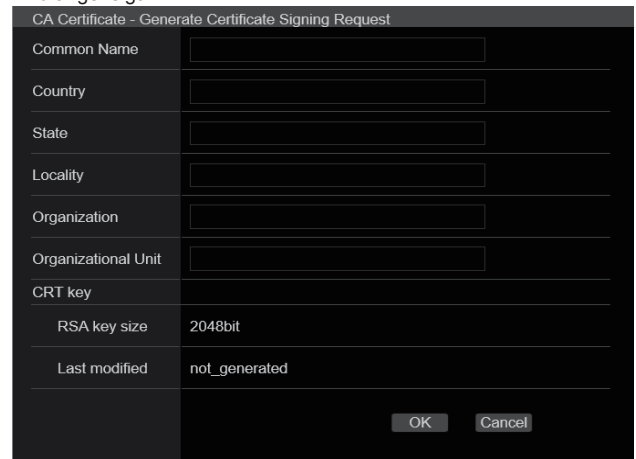 CA Certificate - Generate Certificate Signing Request
Common Name
Country
State
Locality
Organization
Organizational Unit
CRT key
RSA key size 2048bit
Last modified not_generated
OK Cancel